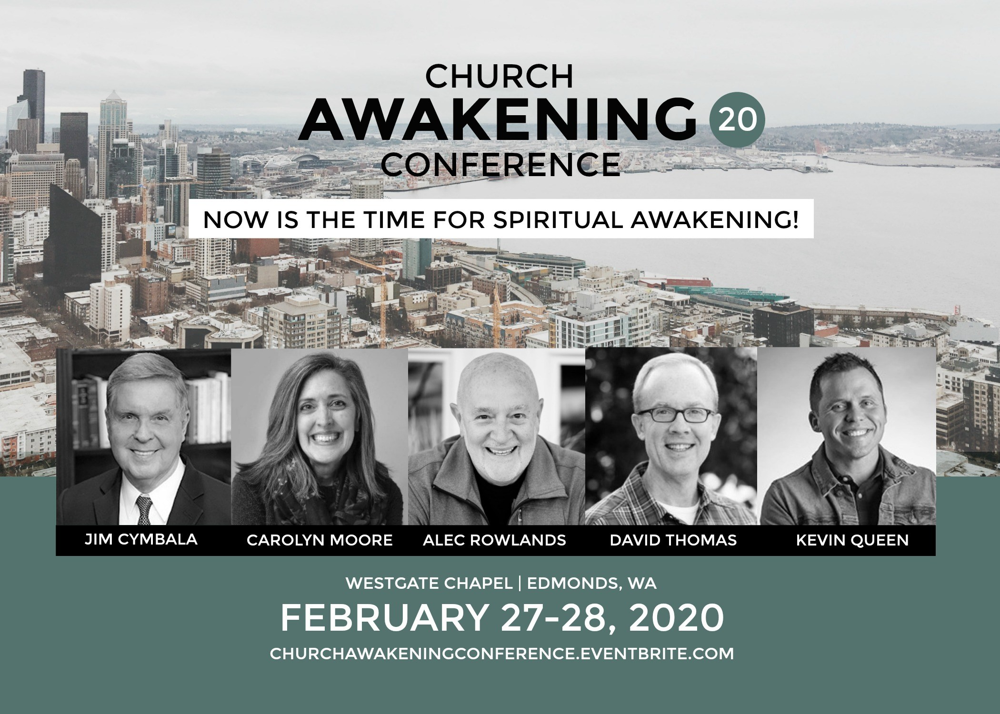 CHURCH
AWAKENING 20
CONFERENCE
NOW IS THE TIME FOR SPIRITUAL AWAKENING!
JIM CYMBALA CAROLYN MOORE ALEC ROWLANDS DAVID THOMAS KEVIN QUEEN
WESTGATE CHAPEL | EDMONDS, WA
FEBRUARY 27-28, 2020
CHURCHAWAKENINGCONFERENCE.EVENTBRITE.COM